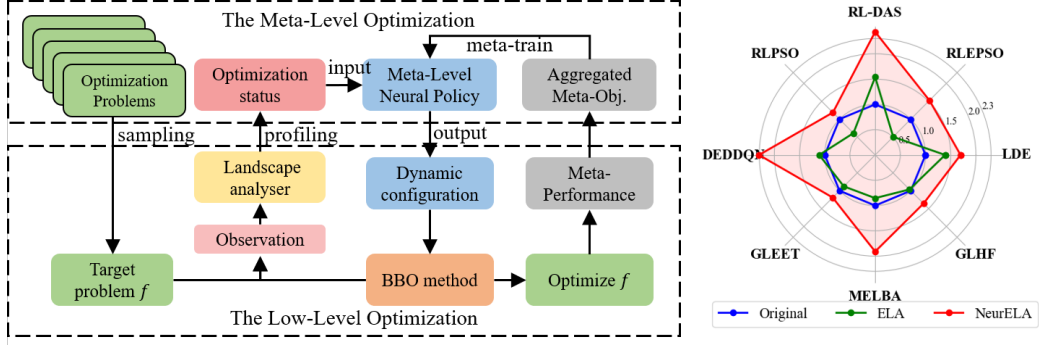 The Meta-Level Optimization
Optimization
Problems
Optimization
status
input
Meta-Level
Neural Policy
meta-train
Aggregated
Meta-Obj.
sampling
profiling
output
Landscape
analyser
Dynamic
configuration
Meta-
Performance
Observation
Target
problem f
BBO method
Optimize f
The Low-Level Optimization
RL-DAS
RLPSO
RLEPSO
2.3
2.0
1.5
1.0
0.5
DEDDQN
LDE
GLEET
GLHF
MELBA
Original
ELA
NeurELA